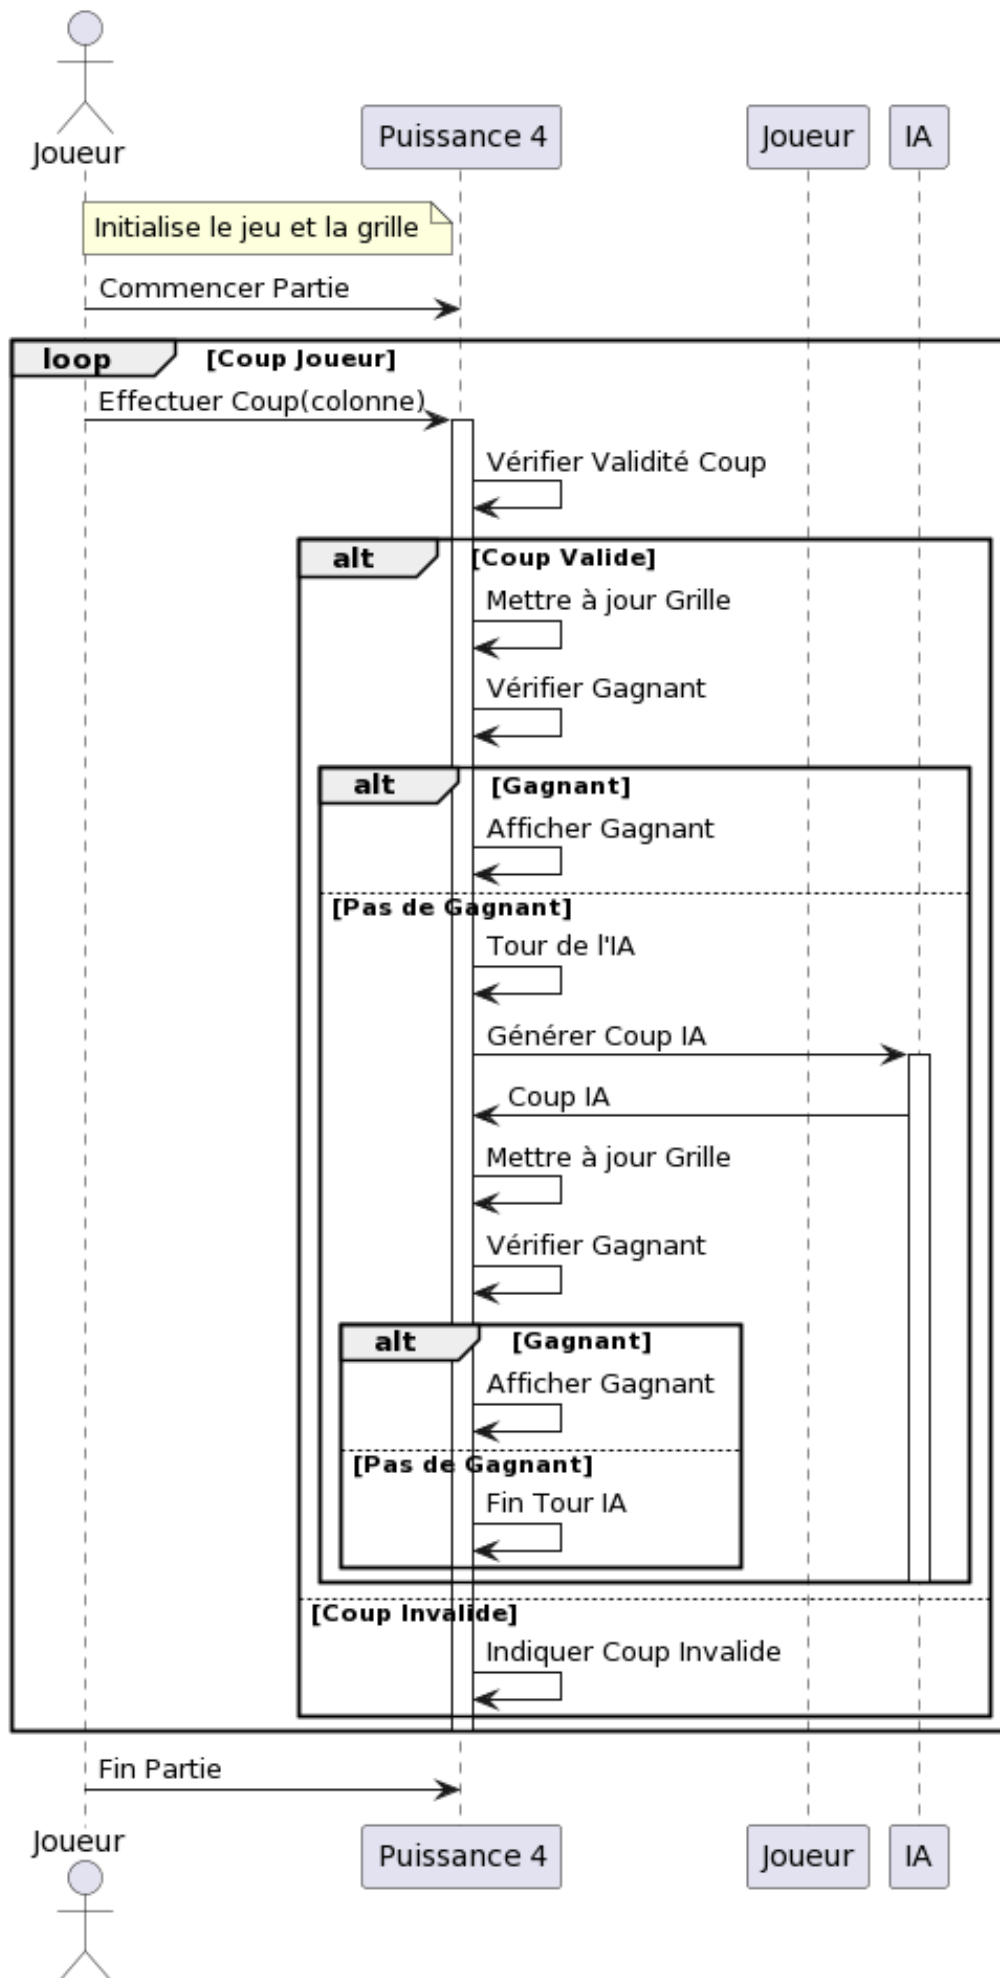 Joueur
Puissance 4
Joueur
IA
Initialise le jeu et la grille
Commencer Partie
loop
[Coup Joueur]
Effectuer Coup(colonne)
Vérifier Validité Coup
alt
[Coup Valide]
Mettre à jour Grille
Vérifier Gagnant
alt
[Gagnant]
Afficher Gagnant
[Pas de Gagnant]
Tour de l'IA
Générer Coup IA
Coup IA
Mettre à jour Grille
Vérifier Gagnant
alt
[Gagnant]
Afficher Gagnant
[Pas de Gagnant]
Fin Tour IA
[Coup Invalide]
Indiquer Coup Invalide
Fin Partie
Joueur
Puissance 4
Joueur
IA